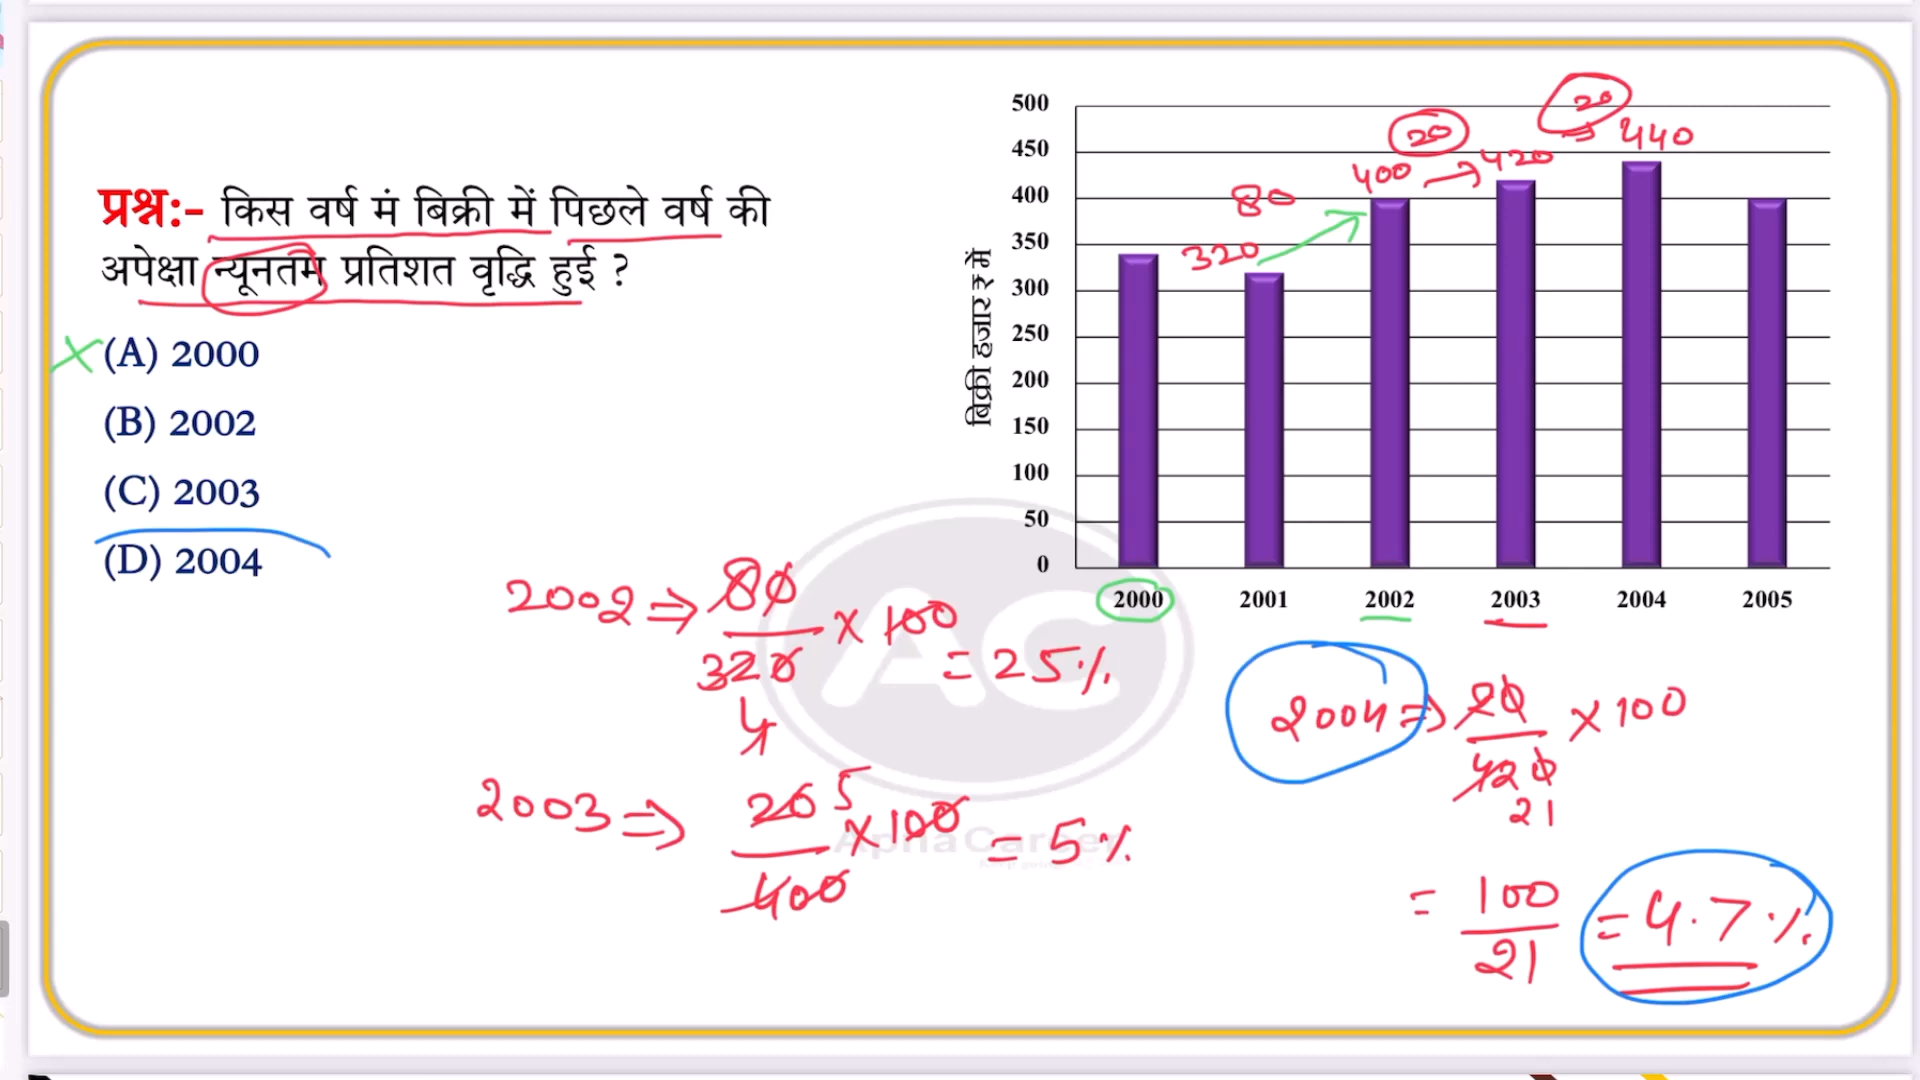 प्रश्न:- किस वर्ष मं बिक्री में पिछले वर्ष की
अपेक्षा न्यूनतम प्रतिशत वृद्धि हुई ?
(A) 2000
(B) 2002
(C) 2003
(D) 2004
बिक्री हजार रु में
500
450
400
350
300
250
200
150
100
50
0
2000 2001 2002 2003 2004 2005
320
80
400
20
420
20
440
2002 ⇒ 80/320 × 100 = 25%
4
2003 ⇒ 20/400 × 100 = 5%
5
2004 ⇒ 20/420 × 100
21
= 100/21 = 4.7%
AC
ApnaCareer